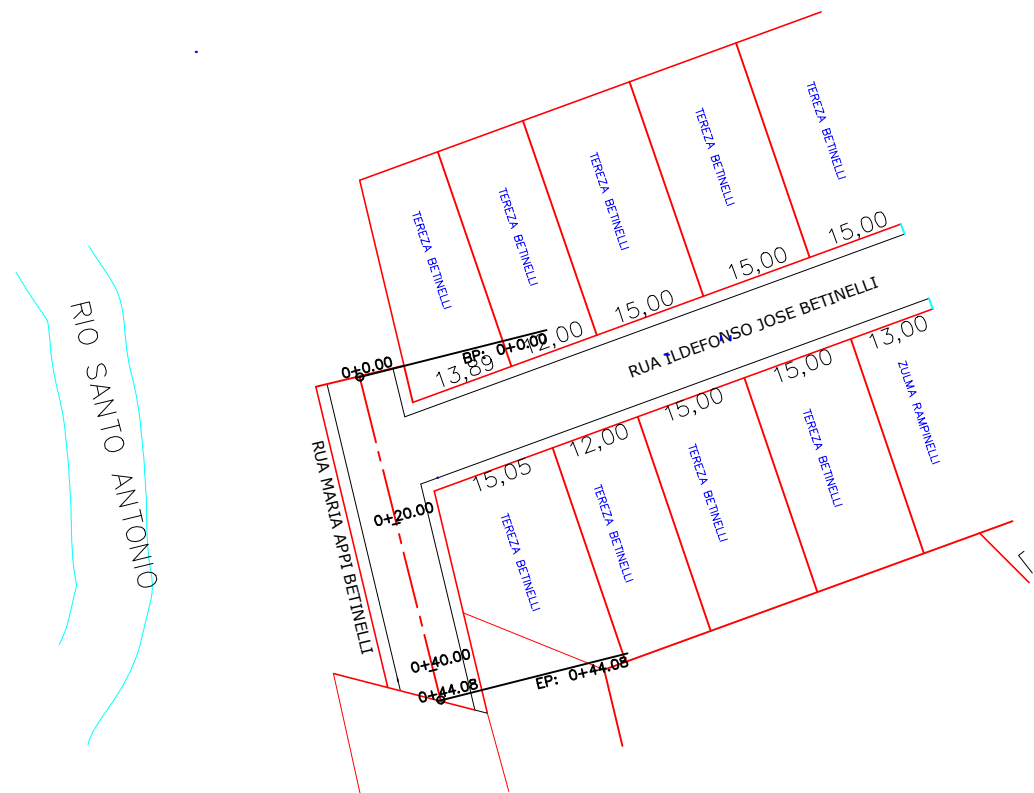 TEREZA BETINELLI
TEREZA BETINELLI
TEREZA BETINELLI
TEREZA BETINELLI
TEREZA BETINELLI
15,00
15,00
15,00
12,00
13,89
RUA ILDEFONSO JOSE BETINELLI
BP: 0+0.00
0+0.00
RIO SANTO ANTONIO
RUA MARIA APPI BETINELLI
0+20.00
0+40.00
0+44.08
EP: 0+44.08
15,05
12,00
15,00
15,00
13,00
TEREZA BETINELLI
TEREZA BETINELLI
TEREZA BETINELLI
TEREZA BETINELLI
ZULMA RAMPINELLI